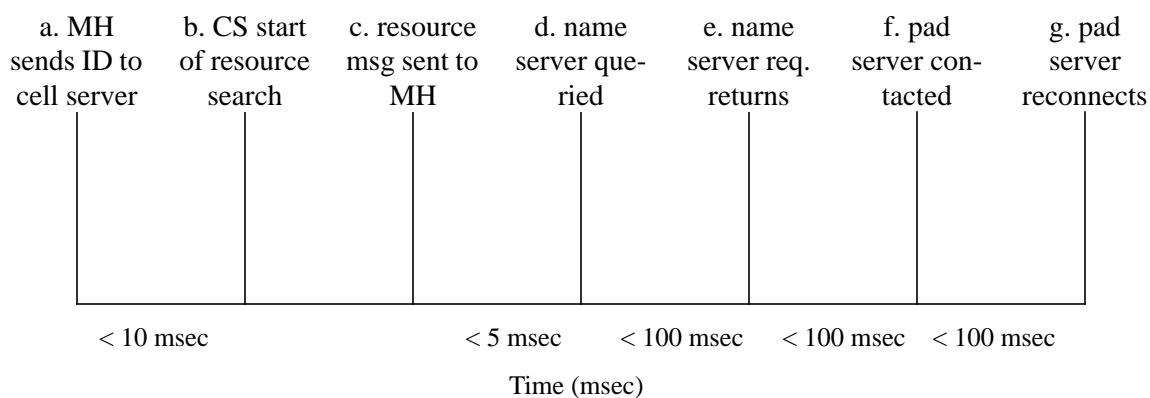 a. MH
sends ID to
cell server
b. CS start
of resource
search
c. resource
msg sent to
MH
d. name
server que-
ried
e. name
server req.
returns
f. pad
server con-
tacted
g. pad
server
reconnects
< 10 msec
< 5 msec
< 100 msec
< 100 msec
< 100 msec
Time (msec)